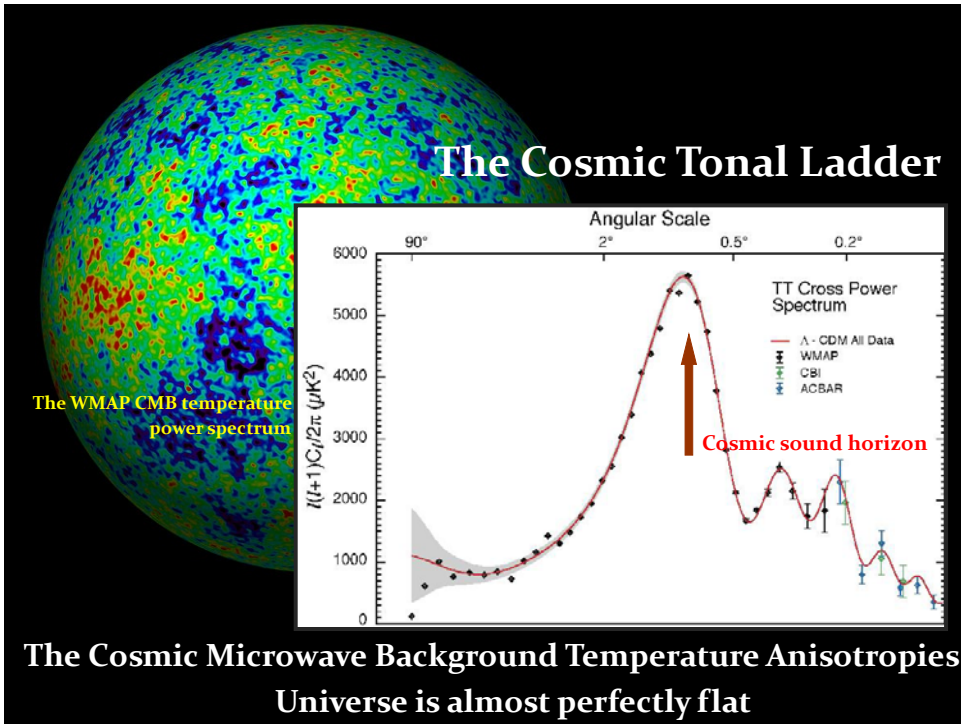 The Cosmic Tonal Ladder
The WMAP CMB temperature
power spectrum
Angular Scale
90° 2° 0.5° 0.2°
6000
5000
4000
3000
2000
1000
0
l(l+1)Cl/2π (μK²)
TT Cross Power
Spectrum
Λ - CDM All Data
WMAP
CBI
ACBAR
Cosmic sound horizon
The Cosmic Microwave Background Temperature Anisotropies
Universe is almost perfectly flat